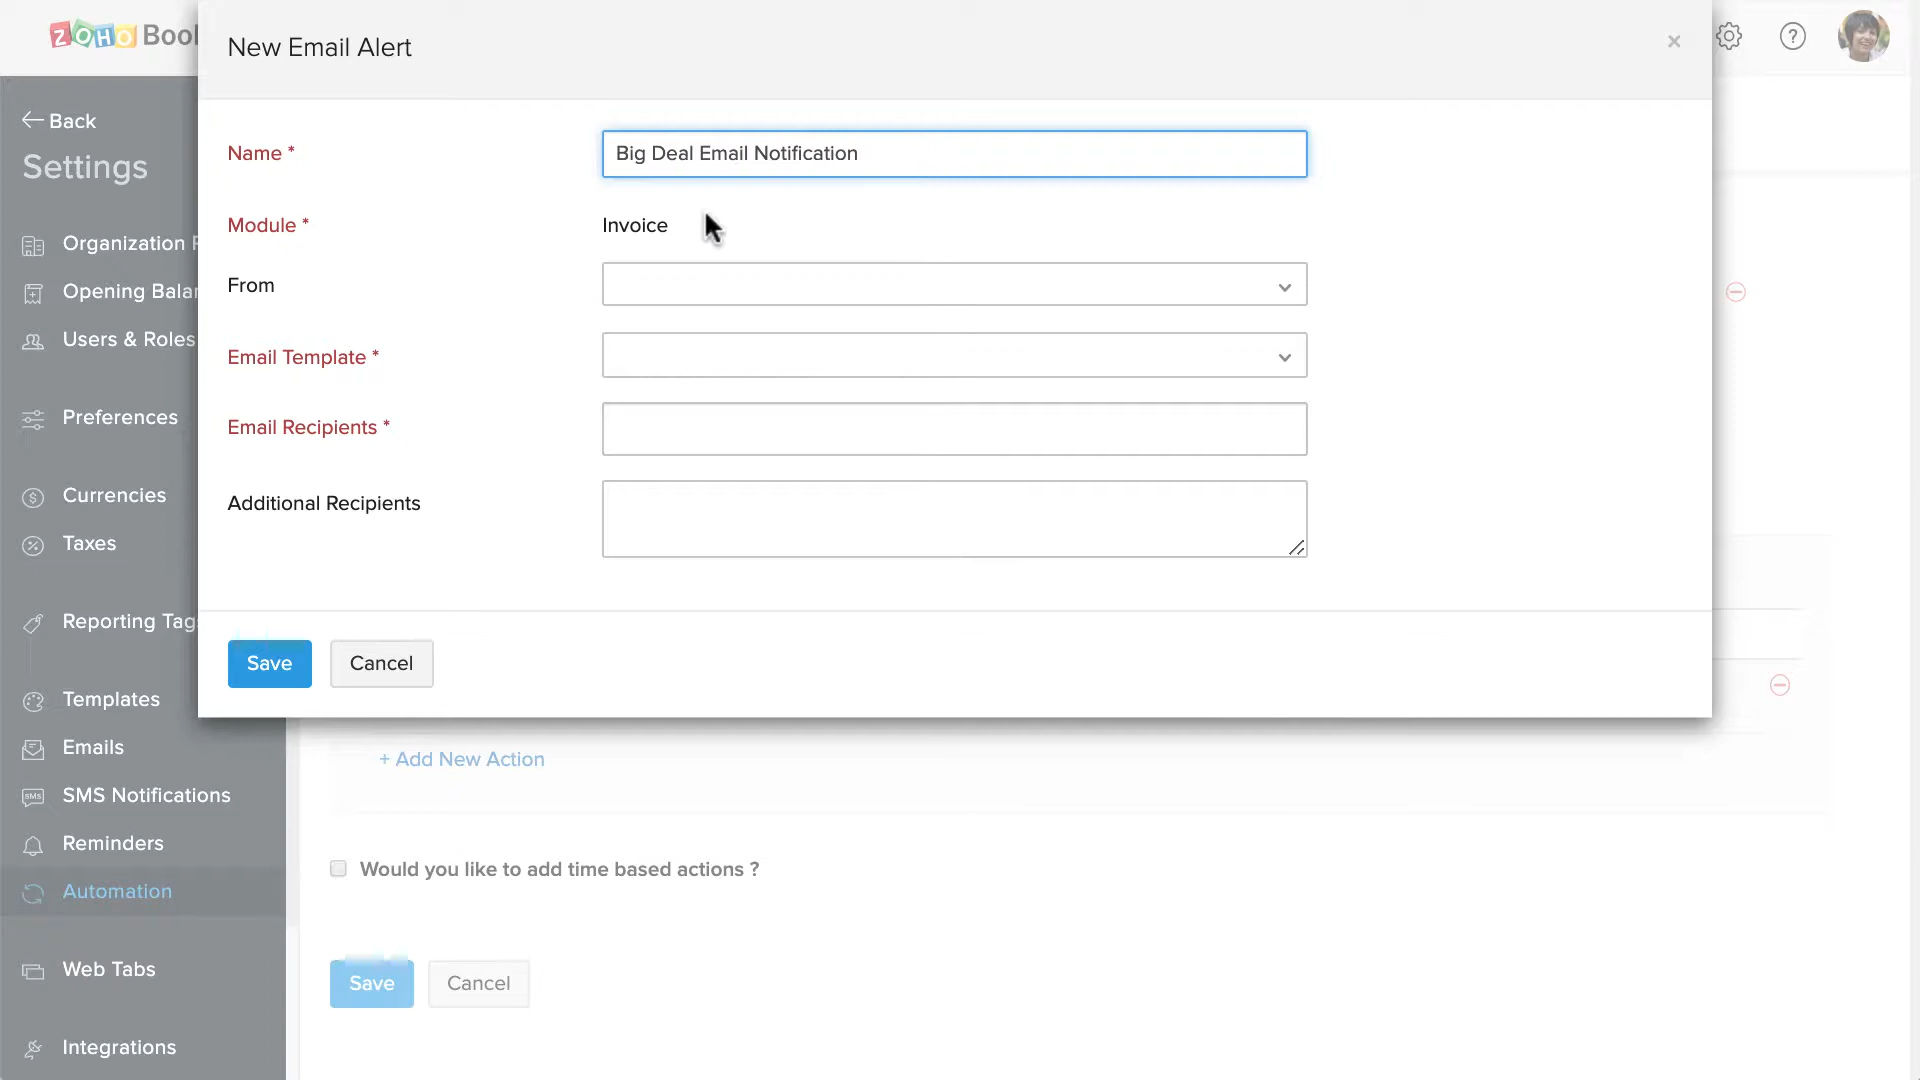 ZOHO Book
New Email Alert
×
?
Back
Settings
Name *
Big Deal Email Notification
Module *
Invoice
Organization
From
Opening Balan
Users & Roles
Email Template *
Preferences
Email Recipients *
Currencies
Additional Recipients
Taxes
Reporting Tags
Save
Cancel
Templates
Emails
+ Add New Action
SMS Notifications
Reminders
Would you like to add time based actions ?
Automation
Web Tabs
Save
Cancel
Integrations